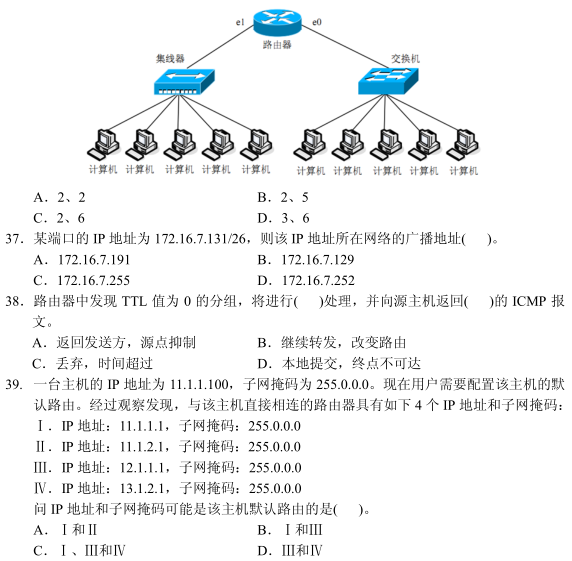 e1 e0
路由器
集线器 交换机
计算机 计算机 计算机 计算机 计算机 计算机 计算机 计算机 计算机 计算机
A．2、2 B．2、5
C．2、6 D．3、6
37．某端口的 IP 地址为 172.16.7.131/26，则该 IP 地址所在网络的广播地址( )。
A．172.16.7.191 B．172.16.7.129
C．172.16.7.255 D．172.16.7.252
38．路由器中发现 TTL 值为 0 的分组，将进行( )处理，并向源主机返回( )的 ICMP 报
文。
A．返回发送方，源点抑制 B．继续转发，改变路由
C．丢弃，时间超过 D．本地提交，终点不可达
39. 一台主机的 IP 地址为 11.1.1.100，子网掩码为 255.0.0.0。现在用户需要配置该主机的默
认路由。经过观察发现，与该主机直接相连的路由器具有如下 4 个 IP 地址和子网掩码：
Ⅰ．IP 地址：11.1.1.1，子网掩码：255.0.0.0
Ⅱ．IP 地址：11.1.2.1，子网掩码：255.0.0.0
Ⅲ．IP 地址：12.1.1.1，子网掩码：255.0.0.0
Ⅳ．IP 地址：13.1.2.1，子网掩码：255.0.0.0
问 IP 地址和子网掩码可能是该主机默认路由的是( )。
A．Ⅰ和Ⅱ B．Ⅰ和Ⅲ
C．Ⅰ、Ⅲ和Ⅳ D．Ⅲ和Ⅳ